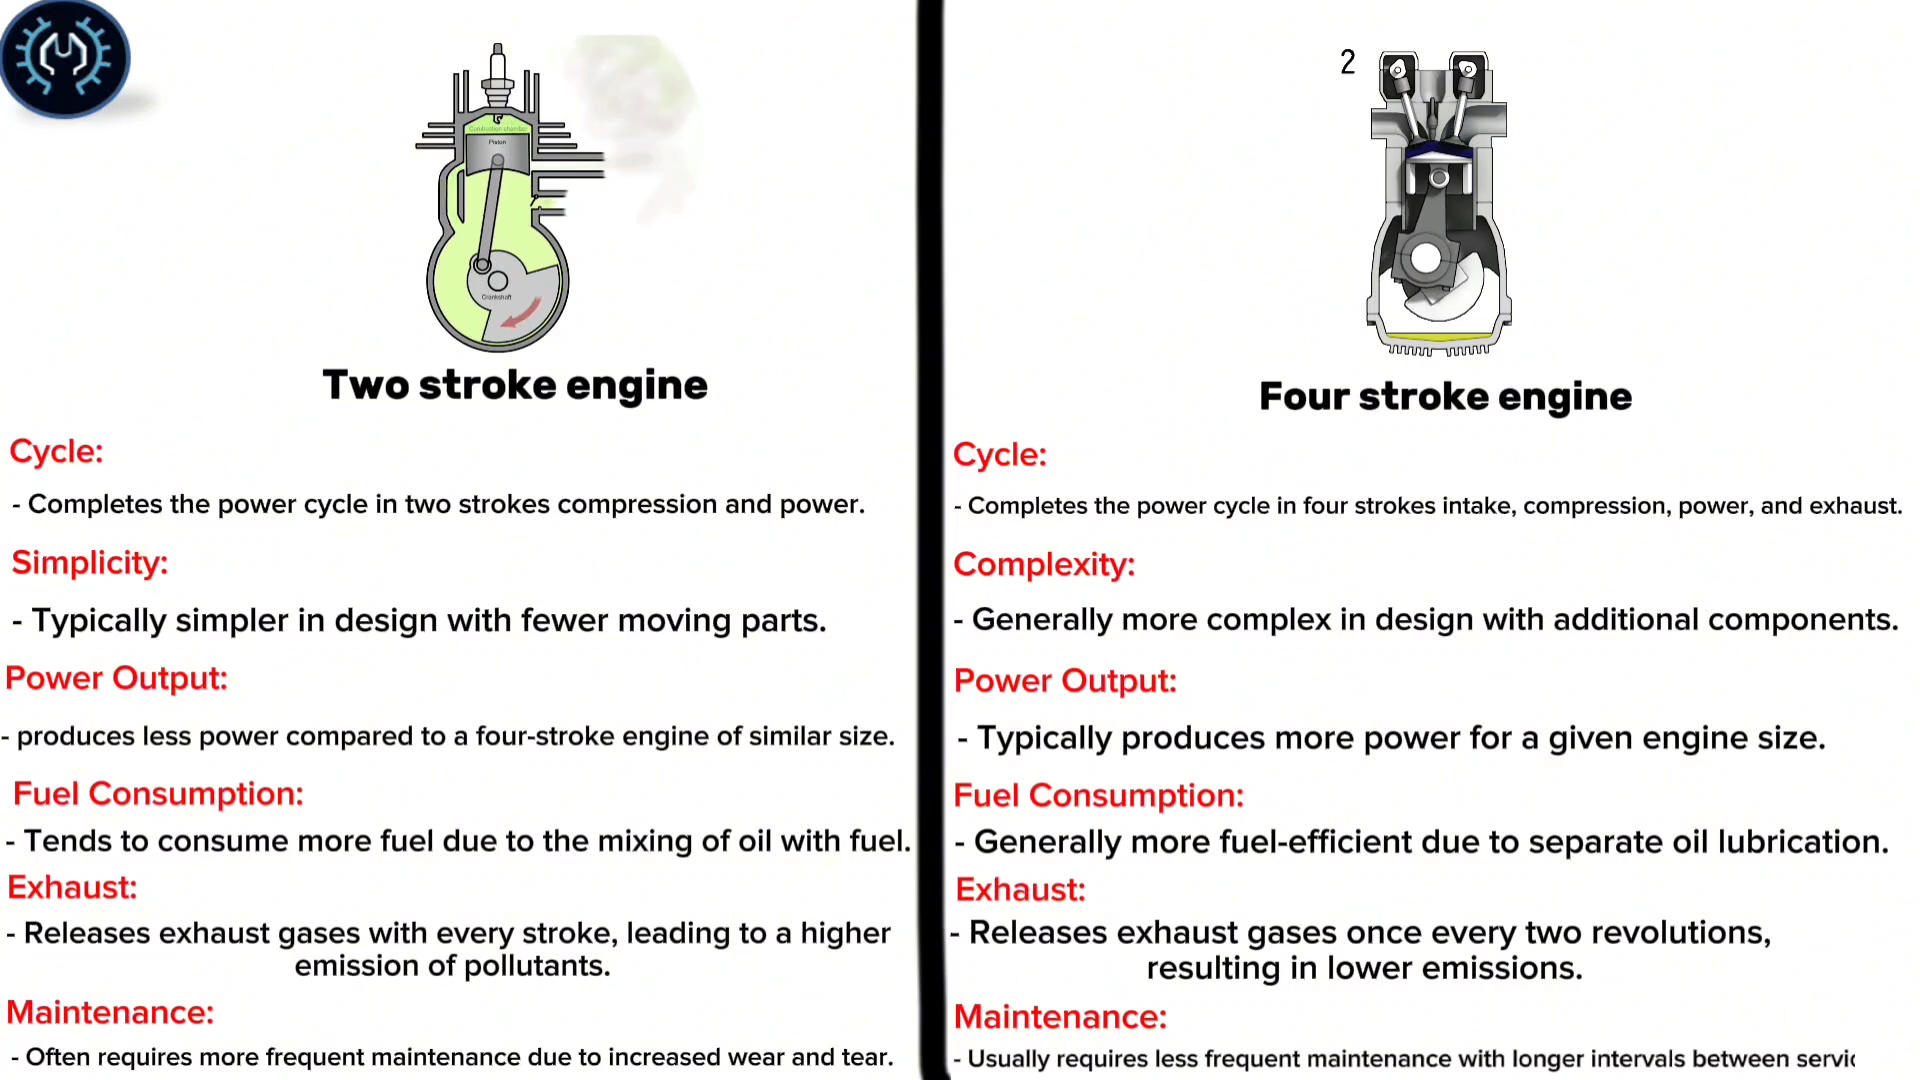 Combustion chamber
Piston
Crankshaft
Two stroke engine
Cycle:
- Completes the power cycle in two strokes compression and power.
Simplicity:
- Typically simpler in design with fewer moving parts.
Power Output:
- produces less power compared to a four-stroke engine of similar size.
Fuel Consumption:
- Tends to consume more fuel due to the mixing of oil with fuel.
Exhaust:
- Releases exhaust gases with every stroke, leading to a higher
emission of pollutants.
Maintenance:
- Often requires more frequent maintenance due to increased wear and tear.
2
Four stroke engine
Cycle:
- Completes the power cycle in four strokes intake, compression, power, and exhaust.
Complexity:
- Generally more complex in design with additional components.
Power Output:
- Typically produces more power for a given engine size.
Fuel Consumption:
- Generally more fuel-efficient due to separate oil lubrication.
Exhaust:
- Releases exhaust gases once every two revolutions,
resulting in lower emissions.
Maintenance:
- Usually requires less frequent maintenance with longer intervals between servic